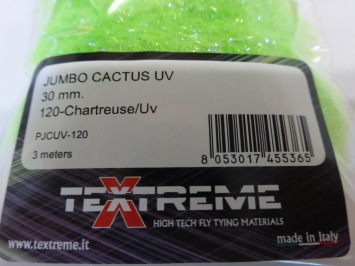 JUMBO CACTUS UV
30 mm.
120-Chartreuse/Uv
PJCUV-120
3 meters
8 053017 455365
TEXTREME
HIGH TECH FLY TYING MATERIALS
www.textreme.it
made in Italy